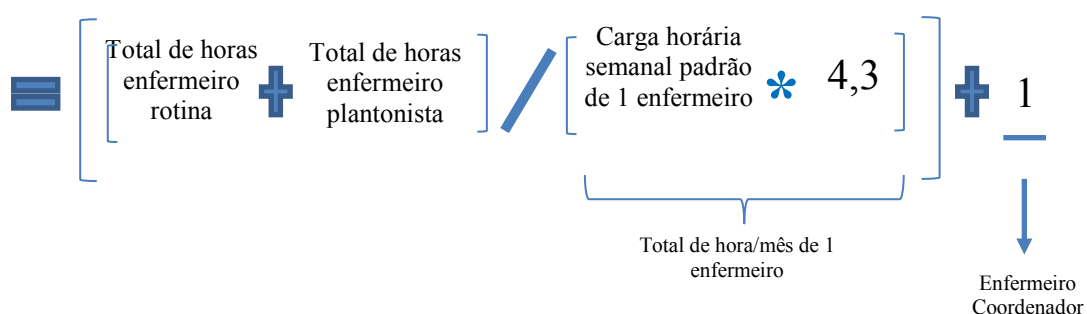 =
Total de horas
enfermeiro
rotina
+
Total de horas
enfermeiro
plantonista
/
Carga horária
semanal padrão
de 1 enfermeiro
*
4,3
+
1
Total de hora/mês de 1
enfermeiro
Enfermeiro
Coordenador